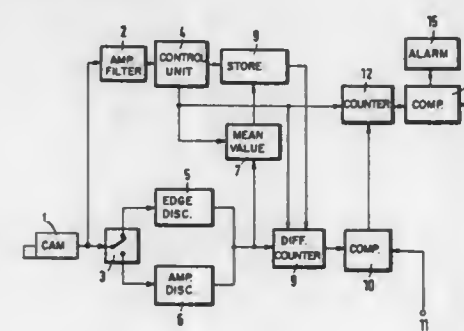 15
2
4
9
ALARM
AMP.
FILTER
CONTROL
UNIT
STORE
12
COUNTER
COMP.
MEAN
VALUE
7
5
EDGE
DISC.
1
CAM
3
AMP.
DISC.
6
DIFF.
COUNTER
9
COMP.
10
11